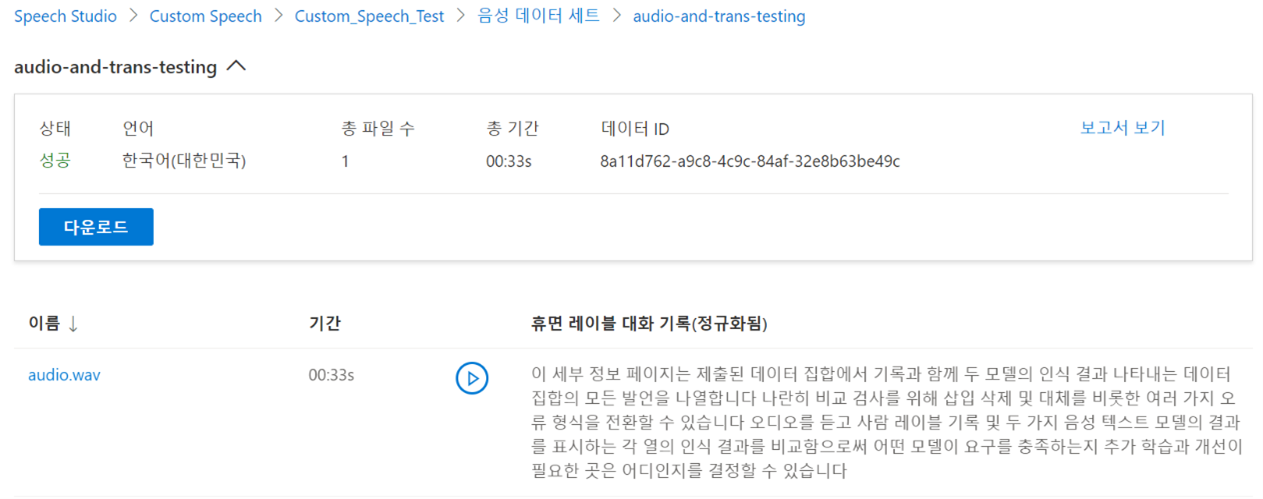 Speech Studio > Custom Speech > Custom_Speech_Test > 음성 데이터 세트 > audio-and-trans-testing
audio-and-trans-testing
상태 언어 총 파일 수 총 기간 데이터 ID 보고서 보기
성공 한국어(대한민국) 1 00:33s 8a11d762-a9c8-4c9c-84af-32e8b63be49c
다운로드
이름 ↓ 기간 휴면 레이블 대화 기록(정규화됨)
audio.wav 00:33s 이 세부 정보 페이지는 제출된 데이터 집합에서 기록과 함께 두 모델의 인식 결과 나타내는 데이터
집합의 모든 발언을 나열합니다 나란히 비교 검사를 위해 삽입 삭제 및 대체를 비롯한 여러 가지 오
류 형식을 전환할 수 있습니다 오디오를 듣고 사람 레이블 기록 및 두 가지 음성 텍스트 모델의 결과
를 표시하는 각 열의 인식 결과를 비교함으로써 어떤 모델이 요구를 충족하는지 추가 학습과 개선이
필요한 곳은 어디인지를 결정할 수 있습니다